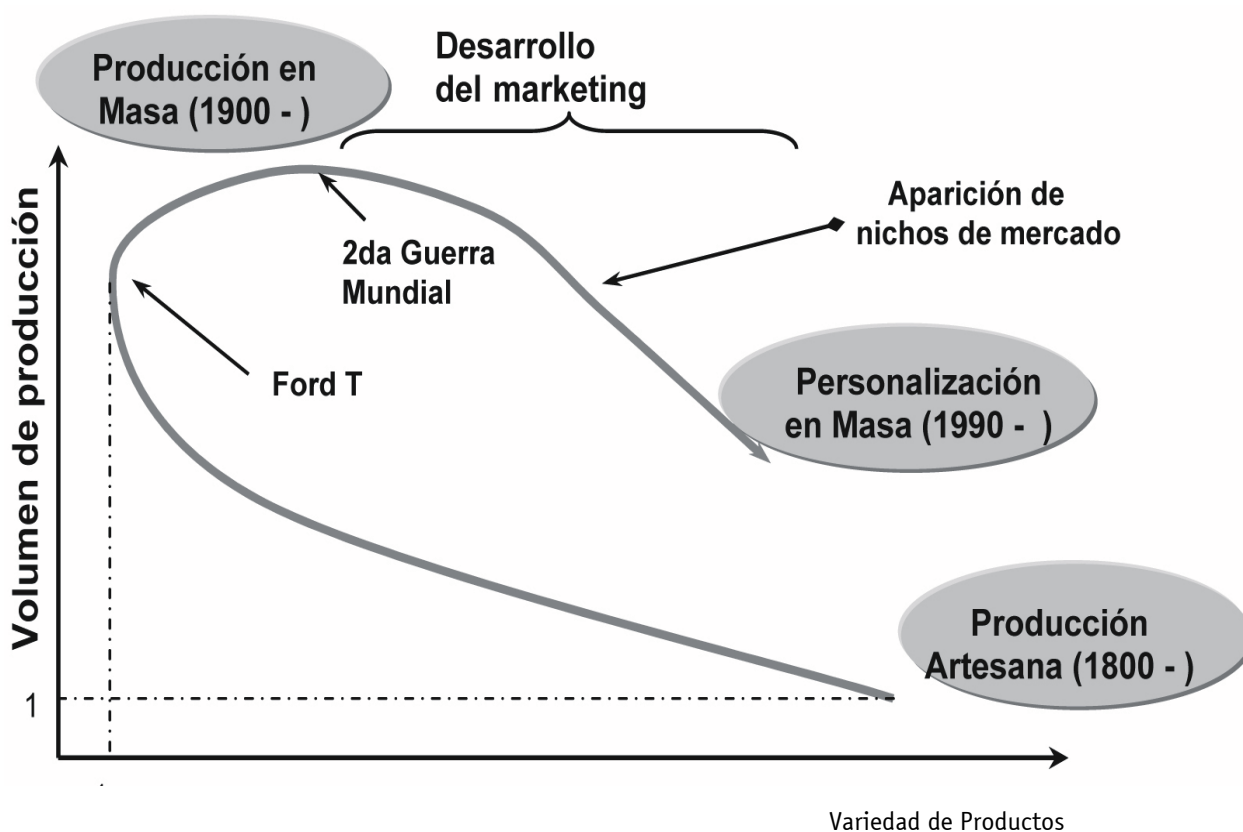 Producción en
Masa (1900 - )
Desarrollo
del marketing
Aparición de
nichos de mercado
2da Guerra
Mundial
Ford T
Personalización
en Masa (1990 - )
Producción
Artesana (1800 - )
Volumen de producción
1
Variedad de Productos